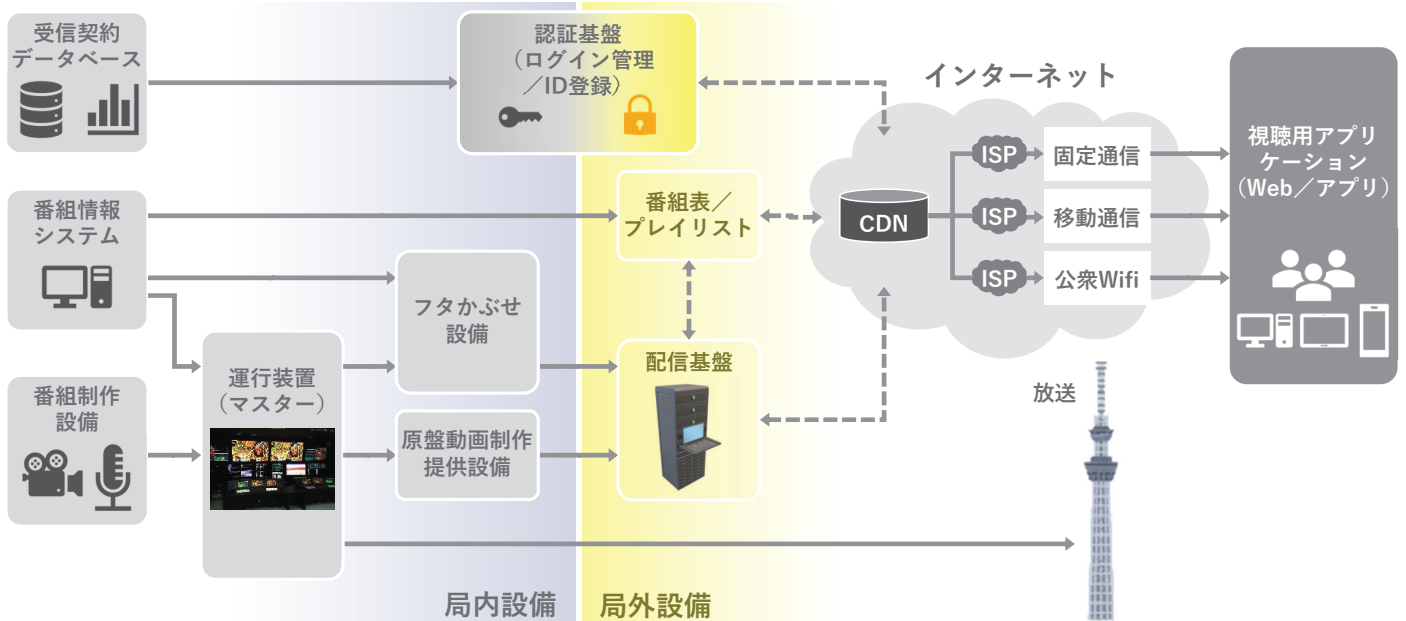 受信契約
データベース
認証基盤
（ログイン管理
／ID登録）
インターネット
番組情報
システム
番組表／
プレイリスト
CDN
ISP
固定通信
ISP
移動通信
ISP
公衆Wifi
視聴用アプリ
ケーション
（Web／アプリ）
フタかぶせ
設備
番組制作
設備
運行装置
（マスター）
原盤動画制作
提供設備
配信基盤
放送
局内設備
局外設備